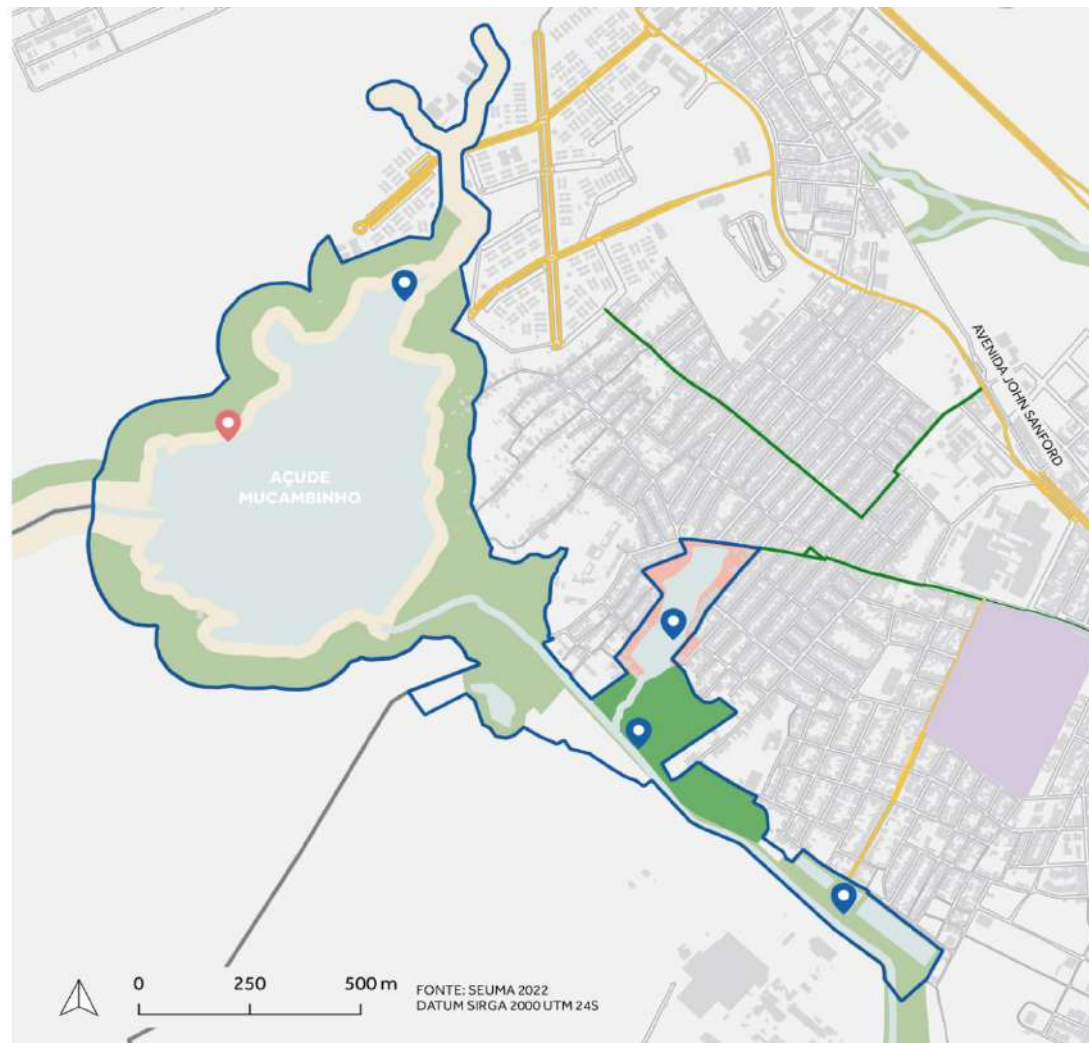 AVENIDA JOHN SANFORD
AÇUDE
MUCAMBINHO
0 250 500 m
FONTE: SEUMA 2022
DATUM SIRGA 2000 UTM 24S